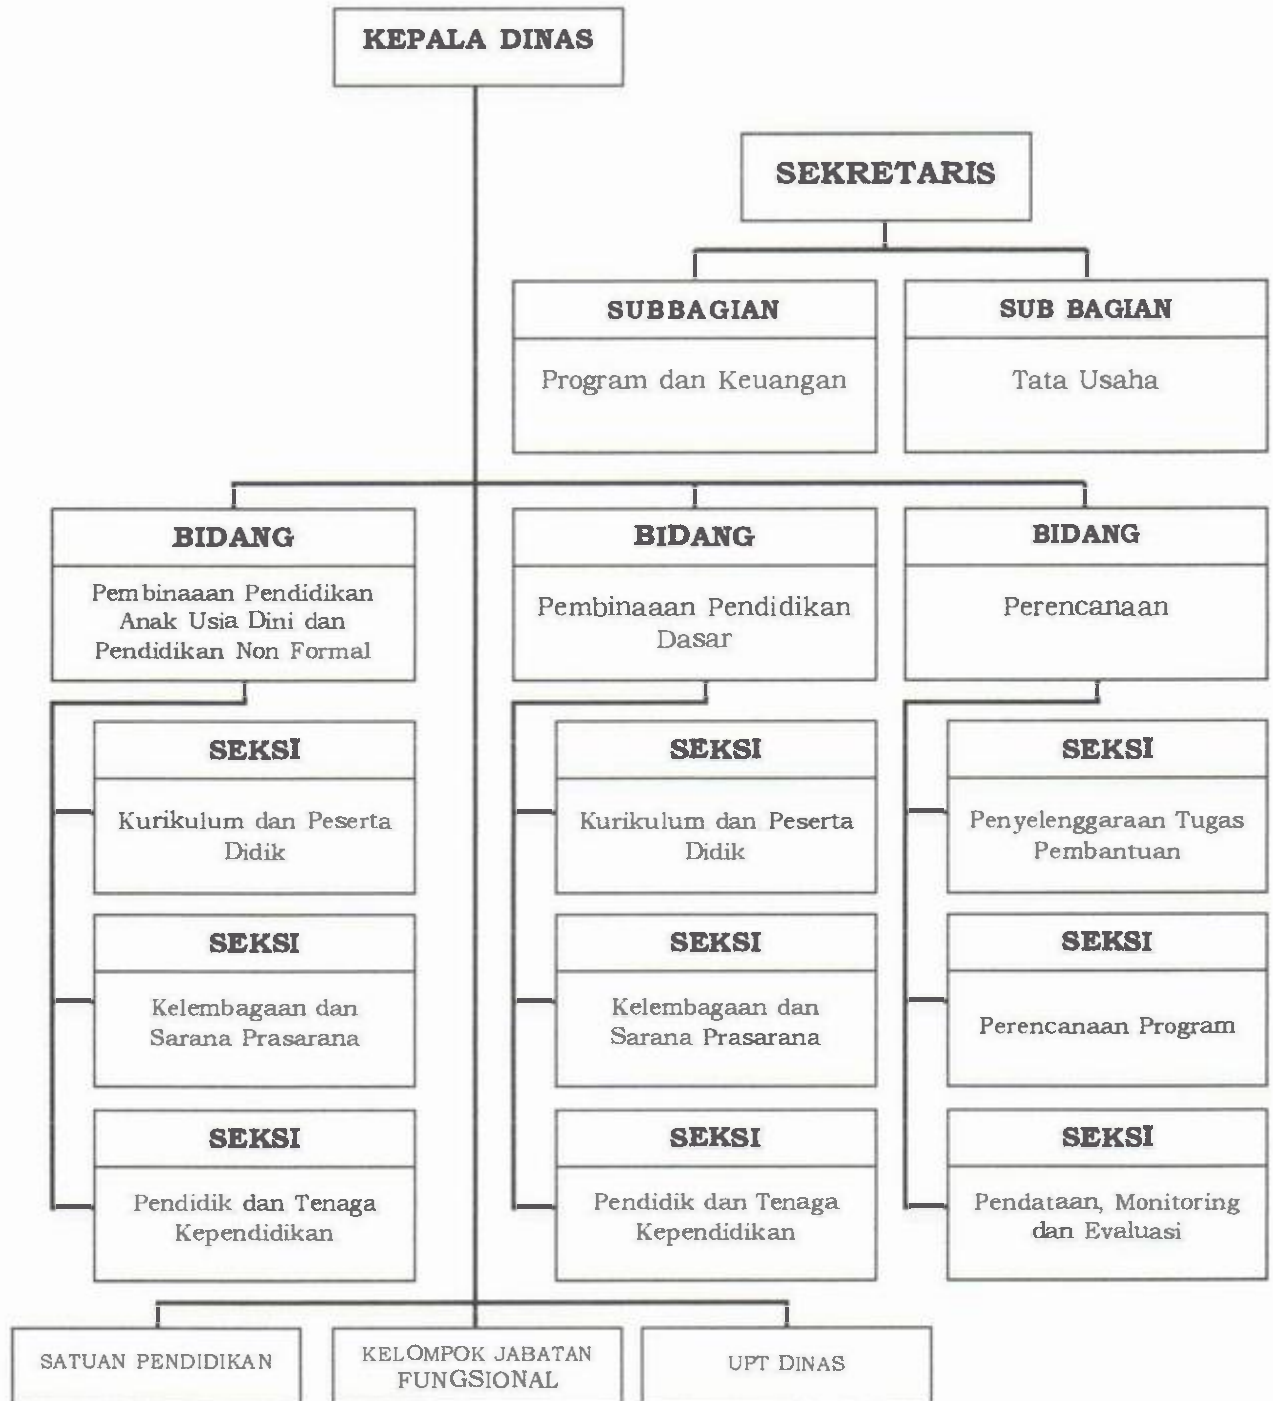 KEPALA DINAS
SEKRETARIS
SUBBAGIAN
Program dan Keuangan
SUB BAGIAN
Tata Usaha
BIDANG
Pembinaaan Pendidikan
Anak Usia Dini dan
Pendidikan Non Formal
BIDANG
Pembinaaan Pendidikan
Dasar
BIDANG
Perencanaan
SEKSI
Kurikulum dan Peserta
Didik
SEKSI
Kurikulum dan Peserta
Didik
SEKSI
Penyelenggaraan Tugas
Pembantuan
SEKSI
Kelembagaan dan
Sarana Prasarana
SEKSI
Kelembagaan dan
Sarana Prasarana
SEKSI
Perencanaan Program
SEKSI
Pendidik dan Tenaga
Kependidikan
SEKSI
Pendidik dan Tenaga
Kependidikan
SEKSI
Pendataan, Monitoring
dan Evaluasi
SATUAN PENDIDIKAN
KELOMPOK JABATAN
FUNGSIONAL
UPT DINAS